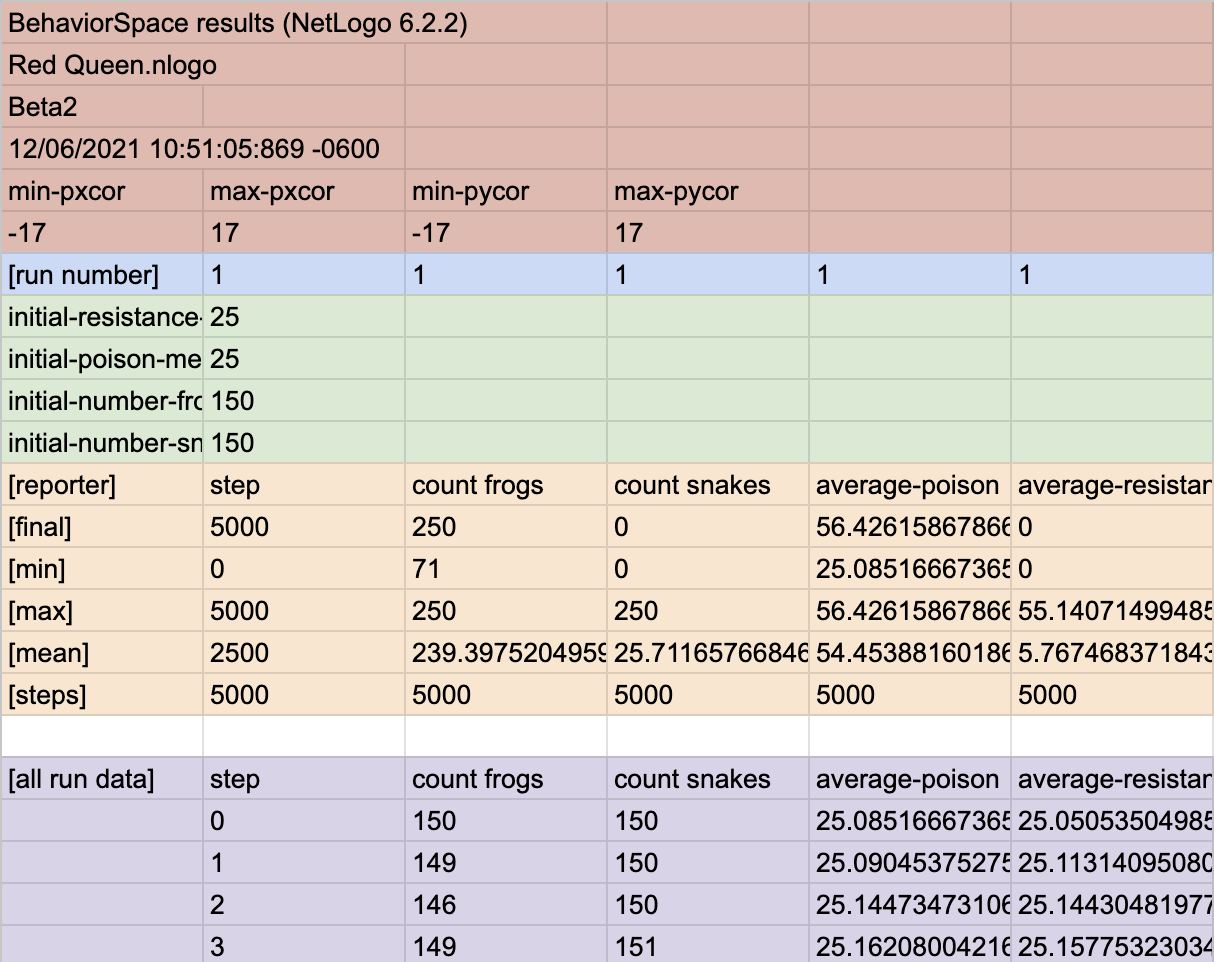 BehaviorSpace results (NetLogo 6.2.2)
Red Queen.nlogo
Beta2
12/06/2021 10:51:05:869 -0600
min-pxcor max-pxcor min-pycor max-pycor
-17 17 -17 17
[run number] 1 1 1 1 1
initial-resistance- 25
initial-poison-me 25
initial-number-fro 150
initial-number-sn 150
[reporter] step count frogs count snakes average-poison average-resistan
[final] 5000 250 0 56.42615867866 0
[min] 0 71 0 25.08516667365 0
[max] 5000 250 250 56.42615867866 55.14071499485
[mean] 2500 239.3975204959 25.71165766846 54.45388160186 5.767468371843
[steps] 5000 5000 5000 5000 5000
[all run data] step count frogs count snakes average-poison average-resistan
0 150 150 25.08516667365 25.05053504985
1 149 150 25.09045375275 25.11314095080
2 146 150 25.14473473106 25.14430481977
3 149 151 25.16208004216 25.15775323034